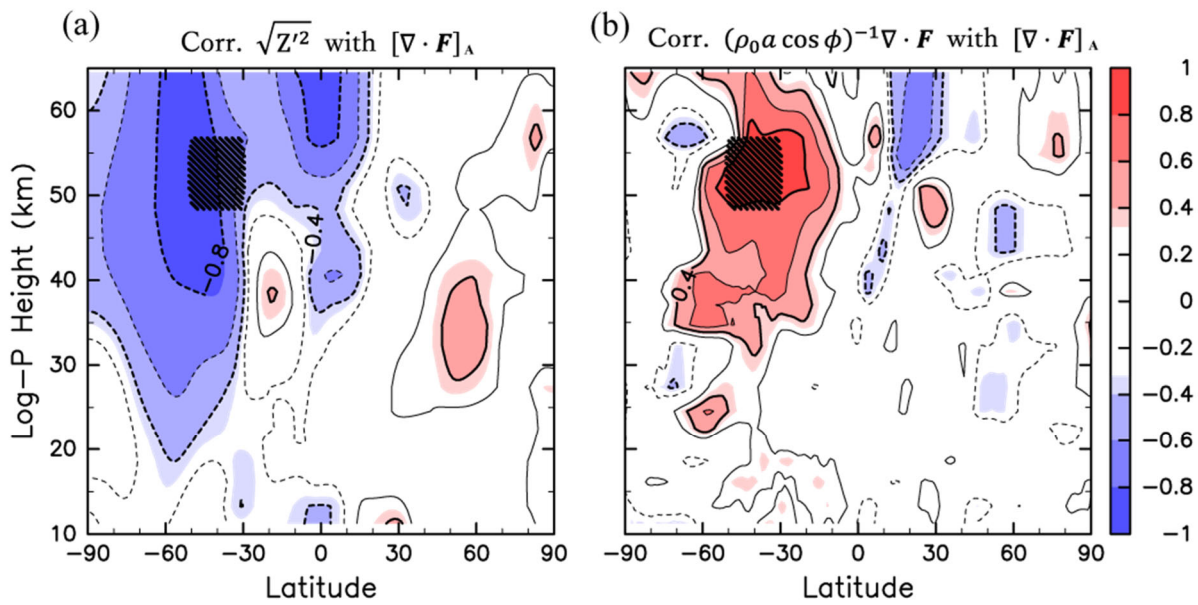 (a)
Corr. √Z′² with [∇ · F]A
(b)
Corr. (ρ₀a cos ϕ)⁻¹∇ · F with [∇ · F]A
Log−P Height (km)
60
50
40
30
20
10
−0.8
−0.4
−90 −60 −30 0 30 60 90
Latitude
0.4
−90 −60 −30 0 30 60 90
Latitude
1
0.8
0.6
0.4
0.2
0
−0.2
−0.4
−0.6
−0.8
−1